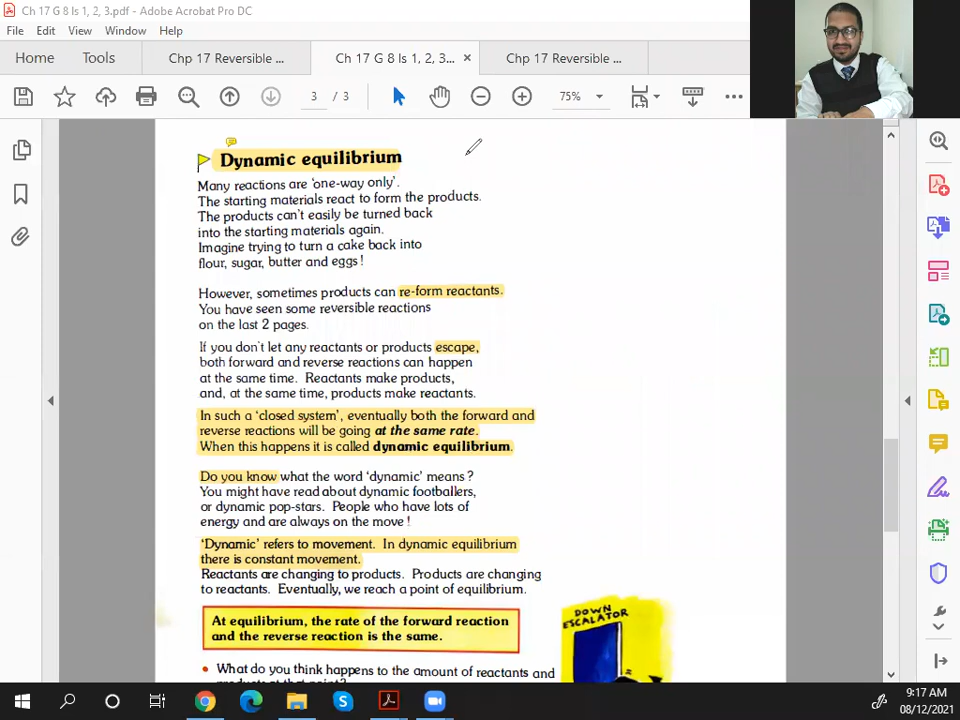 Ch 17 G 8 ls 1, 2, 3.pdf - Adobe Acrobat Pro DC
File Edit View Window Help
Home Tools Chp 17 Reversible ... Ch 17 G 8 ls 1, 2, 3... × Chp 17 Reversible ...
3 / 3 75%
Dynamic equilibrium
Many reactions are ‘one-way only’.
The starting materials react to form the products.
The products can’t easily be turned back
into the starting materials again.
Imagine trying to turn a cake back into
flour, sugar, butter and eggs !
However, sometimes products can re-form reactants.
You have seen some reversible reactions
on the last 2 pages.
If you don’t let any reactants or products escape,
both forward and reverse reactions can happen
at the same time. Reactants make products,
and, at the same time, products make reactants.
In such a ‘closed system’, eventually both the forward and
reverse reactions will be going at the same rate.
When this happens it is called dynamic equilibrium.
Do you know what the word ‘dynamic’ means ?
You might have read about dynamic footballers,
or dynamic pop-stars. People who have lots of
energy and are always on the move !
‘Dynamic’ refers to movement. In dynamic equilibrium
there is constant movement.
Reactants are changing to products. Products are changing
to reactants. Eventually, we reach a point of equilibrium.
At equilibrium, the rate of the forward reaction
and the reverse reaction is the same.
DOWN
ESCALATOR
• What do you think happens to the amount of reactants and
products at that point?
9:17 AM
08/12/2021